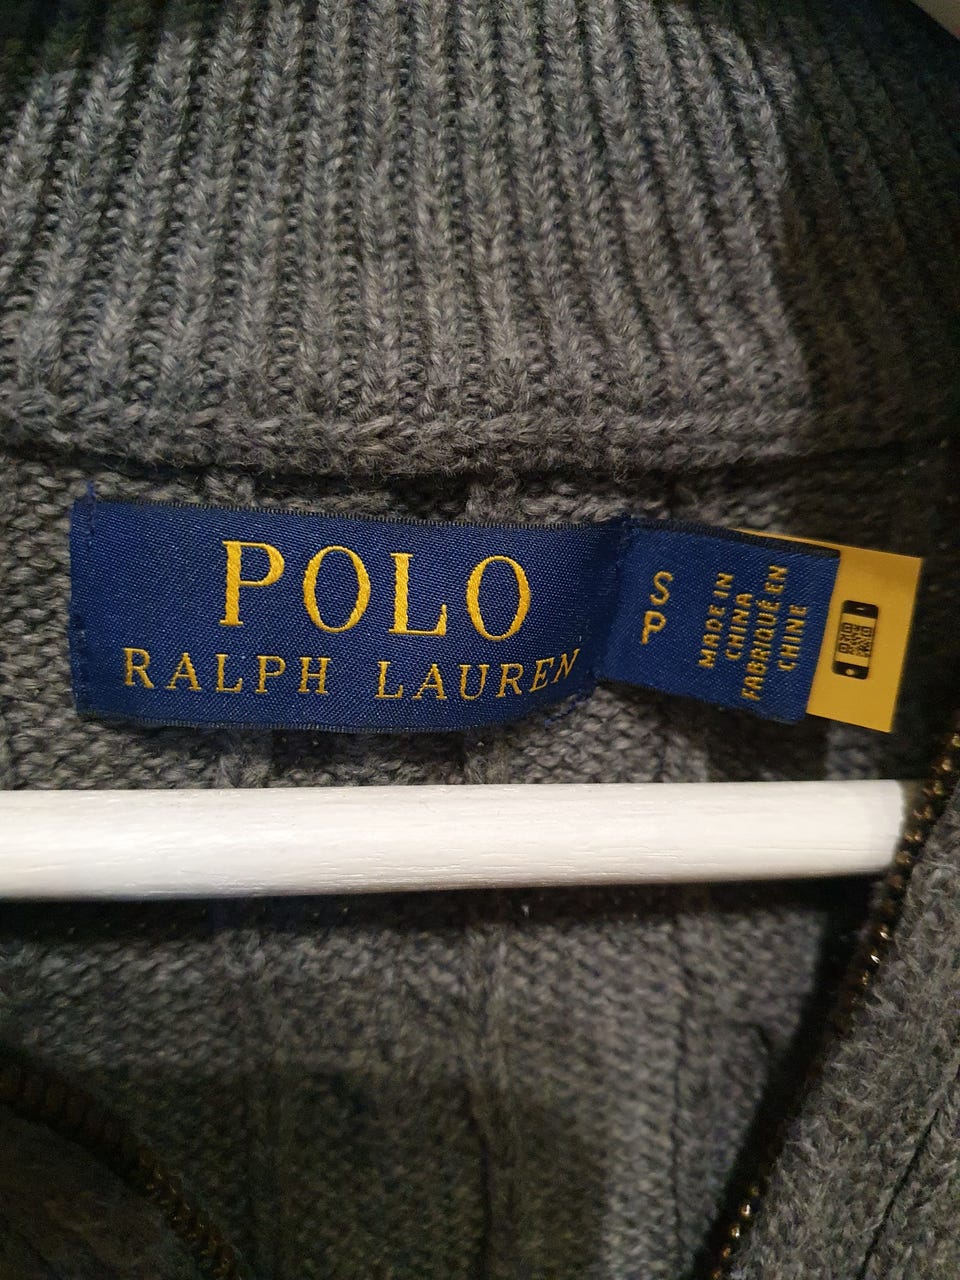 POLO
RALPH LAUREN
S
P
MADE IN
CHINA
FABRIQUÉ EN
CHINE